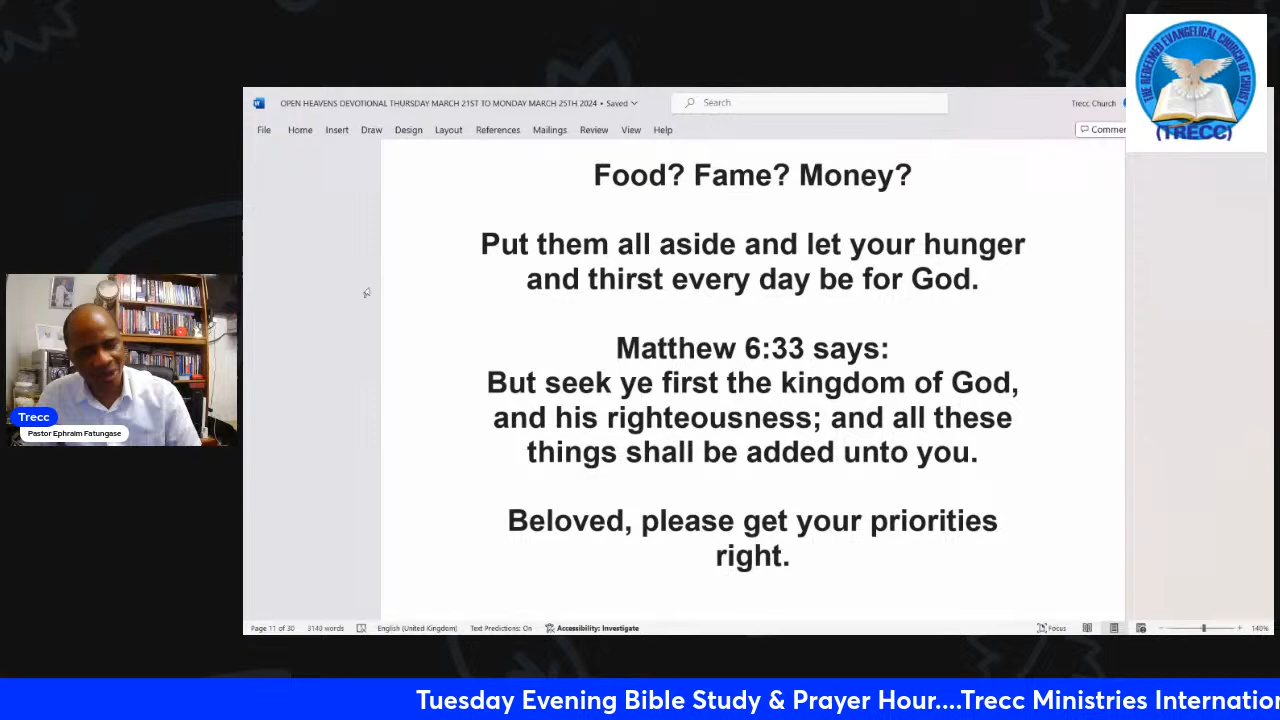 THE REDEEMED EVANGELICAL CHURCH OF CHRIST
(TRECC)
OPEN HEAVENS DEVOTIONAL THURSDAY MARCH 21ST TO MONDAY MARCH 25TH 2024 • Saved
Search
Trecc Church
File Home Insert Draw Design Layout References Mailings Review View Help
Commen
Food? Fame? Money?
Put them all aside and let your hunger
and thirst every day be for God.
Matthew 6:33 says:
But seek ye first the kingdom of God,
and his righteousness; and all these
things shall be added unto you.
Beloved, please get your priorities
right.
Trecc
Pastor Ephraim Fatungase
Page 11 of 30 3140 words English (United Kingdom) Text Predictions: On Accessibility: Investigate Focus 140%
Tuesday Evening Bible Study & Prayer Hour....Trecc Ministries Internation